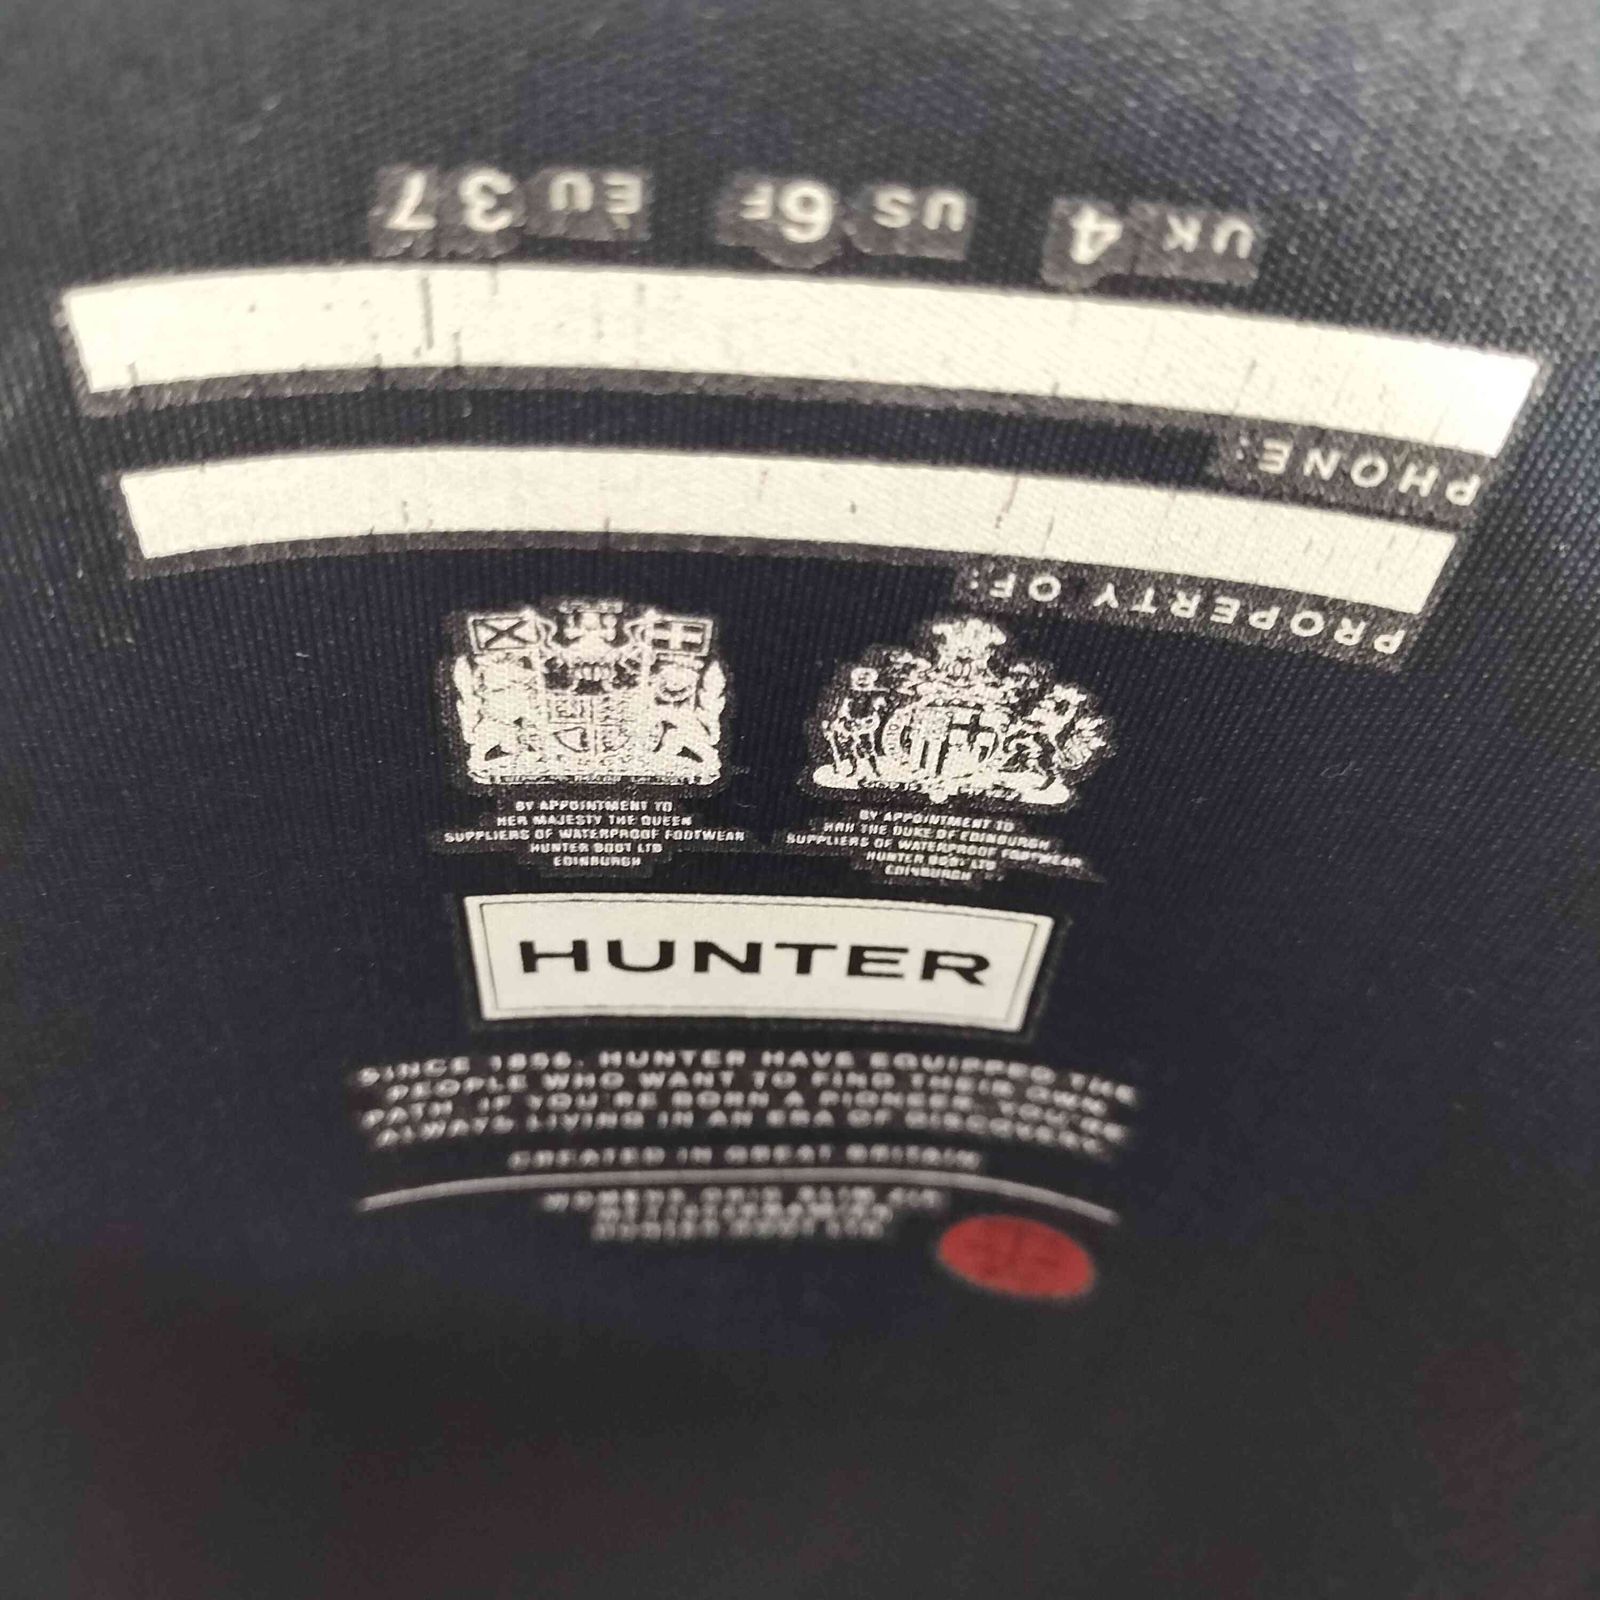 UK 4 US 6F EU 37
PHONE:
PROPERTY OF:
BY APPOINTMENT TO
HER MAJESTY THE QUEEN
SUPPLIERS OF WATERPROOF FOOTWEAR
HUNTER BOOT LTD
EDINBURGH
BY APPOINTMENT TO
HRH THE DUKE OF EDINBURGH
SUPPLIERS OF WATERPROOF FOOTWEAR
HUNTER BOOT LTD
EDINBURGH
HUNTER
SINCE 1856, HUNTER HAVE EQUIPPED THE
PEOPLE WHO WANT TO FIND THEIR OWN
PATH. IF YOU'RE BORN A PIONEER, YOU'RE
ALWAYS LIVING IN AN ERA OF DISCOVERY.
CREATED IN GREAT BRITAIN
HUNTER BOOT LTD.